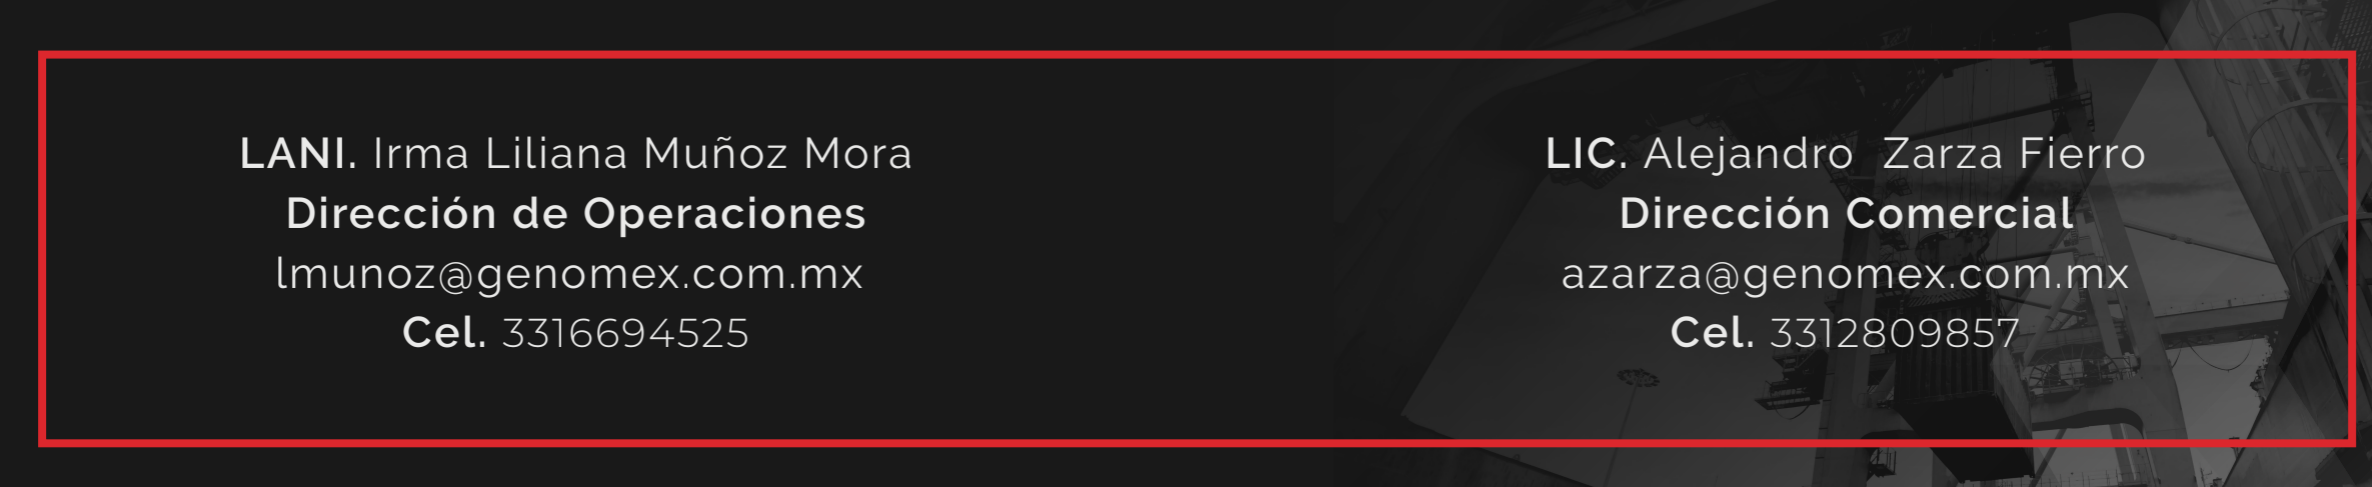 LANI. Irma Liliana Muñoz Mora
Dirección de Operaciones
lmunoz@genomex.com.mx
Cel. 3316694525
LIC. Alejandro  Zarza Fierro
Dirección Comercial
azarza@genomex.com.mx
Cel. 3312809857